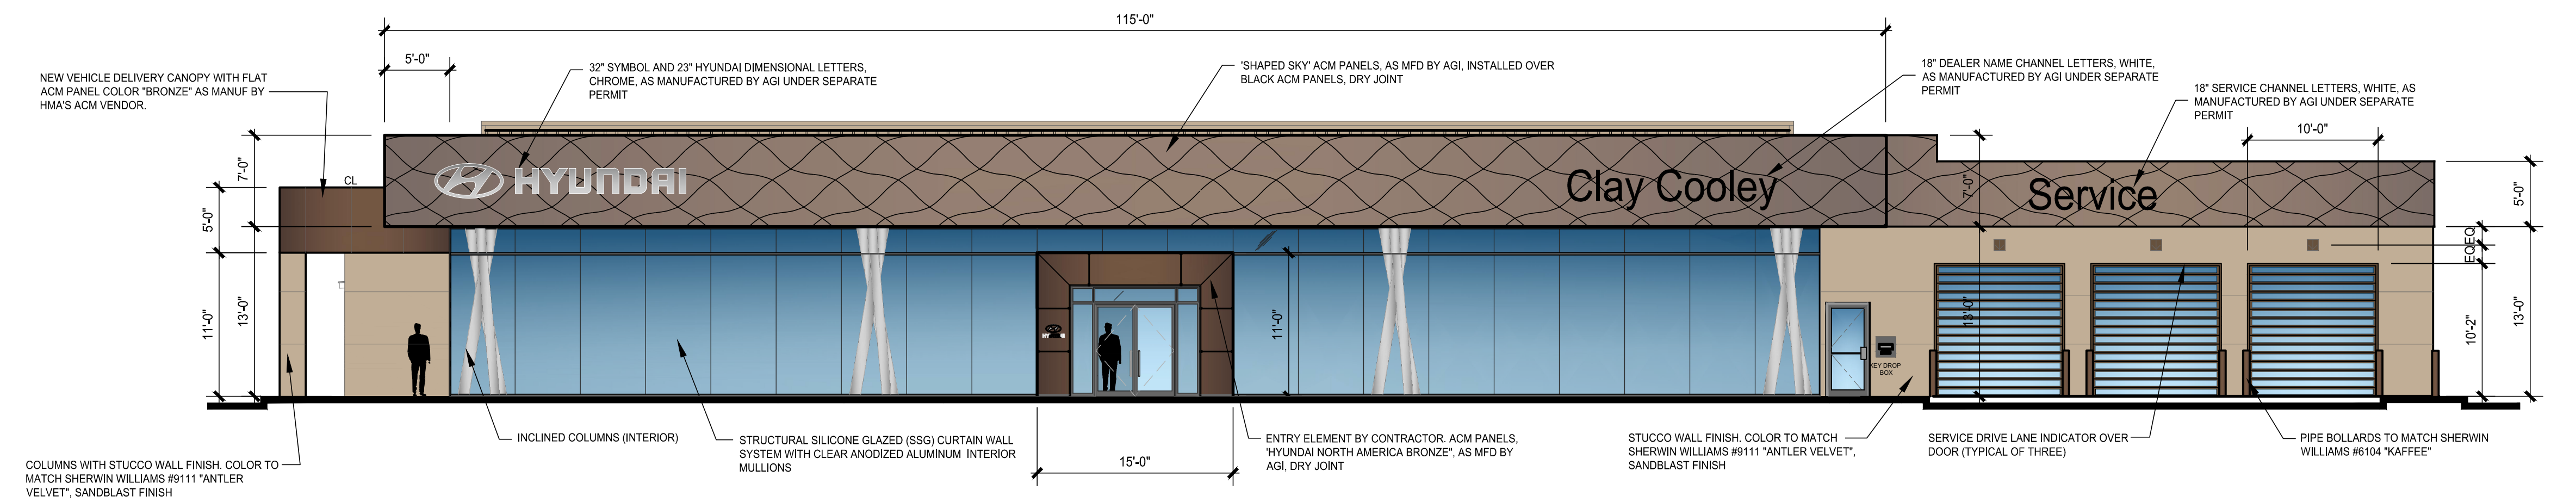 115'-0"
5'-0"
NEW VEHICLE DELIVERY CANOPY WITH FLAT
ACM PANEL COLOR "BRONZE" AS MANUF BY
HMA'S ACM VENDOR.
32" SYMBOL AND 23" HYUNDAI DIMENSIONAL LETTERS,
CHROME, AS MANUFACTURED BY AGI UNDER SEPARATE
PERMIT
'SHAPED SKY' ACM PANELS, AS MFD BY AGI, INSTALLED OVER
BLACK ACM PANELS, DRY JOINT
18" DEALER NAME CHANNEL LETTERS, WHITE,
AS MANUFACTURED BY AGI UNDER SEPARATE
PERMIT
18" SERVICE CHANNEL LETTERS, WHITE, AS
MANUFACTURED BY AGI UNDER SEPARATE
PERMIT
10'-0"
7'-0"
CL
5'-0"
HYUNDAI
Clay Cooley
7'-0"
Service
5'-0"
EQ EQ
11'-0"
13'-0"
11'-0"
13'-0"
10'-2"
13'-0"
KEY DROP
BOX
INCLINED COLUMNS (INTERIOR)
STRUCTURAL SILICONE GLAZED (SSG) CURTAIN WALL
SYSTEM WITH CLEAR ANODIZED ALUMINUM INTERIOR
MULLIONS
15'-0"
ENTRY ELEMENT BY CONTRACTOR. ACM PANELS,
'HYUNDAI NORTH AMERICA BRONZE", AS MFD BY
AGI, DRY JOINT
STUCCO WALL FINISH. COLOR TO MATCH
SHERWIN WILLIAMS #9111 "ANTLER VELVET",
SANDBLAST FINISH
SERVICE DRIVE LANE INDICATOR OVER
DOOR (TYPICAL OF THREE)
PIPE BOLLARDS TO MATCH SHERWIN
WILLIAMS #6104 "KAFFEE"
COLUMNS WITH STUCCO WALL FINISH. COLOR TO
MATCH SHERWIN WILLIAMS #9111 "ANTLER
VELVET", SANDBLAST FINISH